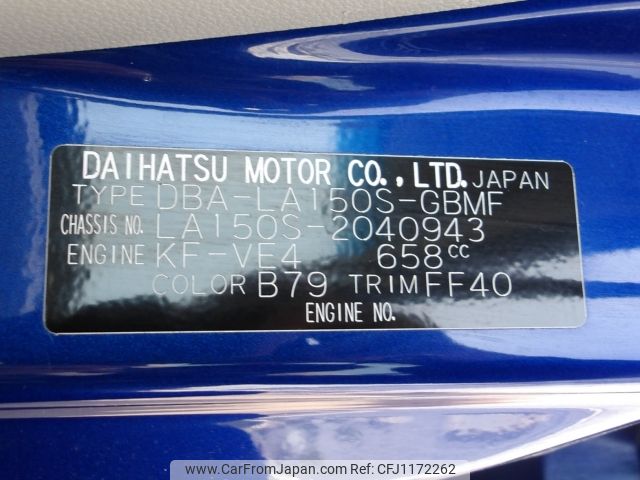 DAIHATSU MOTOR CO.,LTD. JAPAN
TYPE DBA-LA150S-GBMF
CHASSIS NO. LA150S-2040943
ENGINE KF-VE4 658cc
COLOR B79 TRIM FF40
ENGINE NO.
www.CarFromJapan.com CFJ1172262